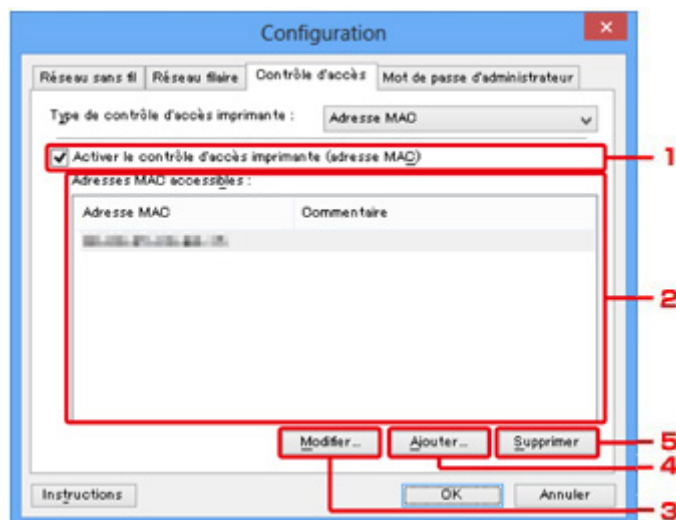 Configuration
Réseau sans fil Réseau filaire Contrôle d'accès Mot de passe d'administrateur
Type de contrôle d'accès imprimante : Adresse MAC
Activer le contrôle d'accès imprimante (adresse MAC) 1
Adresses MAC accessibles :
Adresse MAC Commentaire
2
Modifier... Ajouter... Supprimer 5
4
Instructions OK Annuler
3